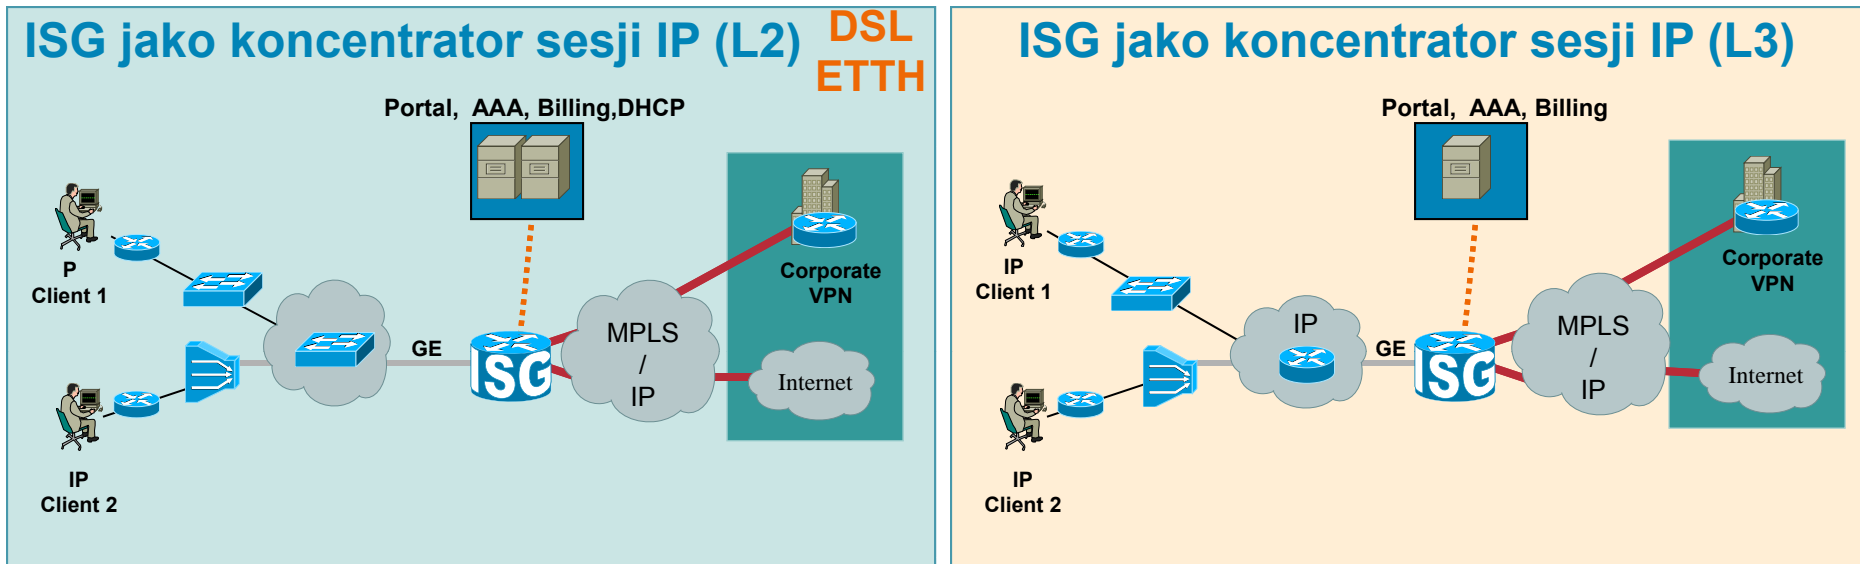 ISG jako koncentrator sesji IP (L2)
DSL
ETTH
Portal, AAA, Billing,DHCP
P
Client 1
IP
Client 2
GE
ISG
MPLS
/
IP
Corporate
VPN
Internet
ISG jako koncentrator sesji IP (L3)
Portal, AAA, Billing
IP
Client 1
IP
Client 2
IP
GE
ISG
MPLS
/
IP
Corporate
VPN
Internet